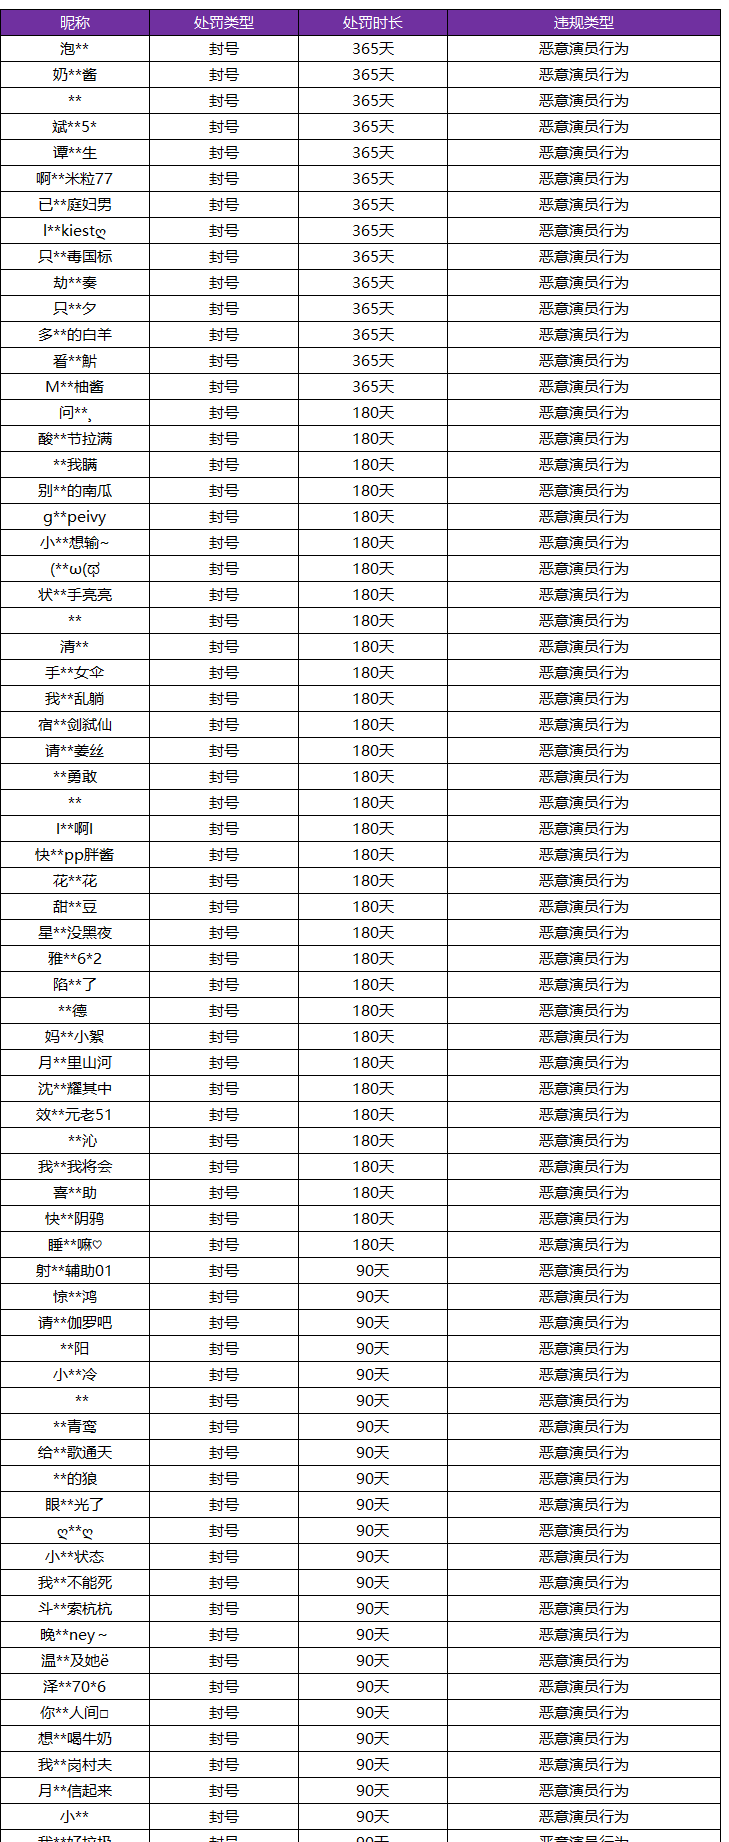 昵称 处罚类型 处罚时长 违规类型
泡** 封号 365天 恶意演员行为
奶**酱 封号 365天 恶意演员行为
** 封号 365天 恶意演员行为
斌**5* 封号 365天 恶意演员行为
谭**生 封号 365天 恶意演员行为
啊**米粒77 封号 365天 恶意演员行为
已**庭妇男 封号 365天 恶意演员行为
l**kiestღ 封号 365天 恶意演员行为
只**毒国标 封号 365天 恶意演员行为
劫**奏 封号 365天 恶意演员行为
只**夕 封号 365天 恶意演员行为
多**的白羊 封号 365天 恶意演员行为
看** 封号 365天 恶意演员行为
M**柚酱 封号 365天 恶意演员行为
问**¸ 封号 180天 恶意演员行为
酸**节拉满 封号 180天 恶意演员行为
**我瞒 封号 180天 恶意演员行为
别**的南瓜 封号 180天 恶意演员行为
g**peivy 封号 180天 恶意演员行为
小**想输~ 封号 180天 恶意演员行为
(**ω(ಥ 封号 180天 恶意演员行为
状**手亮亮 封号 180天 恶意演员行为
** 封号 180天 恶意演员行为
清** 封号 180天 恶意演员行为
手**女伞 封号 180天 恶意演员行为
我**乱躺 封号 180天 恶意演员行为
宿**剑弑仙 封号 180天 恶意演员行为
请**姜丝 封号 180天 恶意演员行为
**勇敢 封号 180天 恶意演员行为
** 封号 180天 恶意演员行为
I**啊I 封号 180天 恶意演员行为
快**pp胖酱 封号 180天 恶意演员行为
花**花 封号 180天 恶意演员行为
甜**豆 封号 180天 恶意演员行为
星**没黑夜 封号 180天 恶意演员行为
雅**6*2 封号 180天 恶意演员行为
陷**了 封号 180天 恶意演员行为
**德 封号 180天 恶意演员行为
妈**小絮 封号 180天 恶意演员行为
月**里山河 封号 180天 恶意演员行为
沈**耀其中 封号 180天 恶意演员行为
效**元老51 封号 180天 恶意演员行为
**沁 封号 180天 恶意演员行为
我**我将会 封号 180天 恶意演员行为
喜**助 封号 180天 恶意演员行为
快**阴鸦 封号 180天 恶意演员行为
睡**嘛♡ 封号 180天 恶意演员行为
射**辅助01 封号 90天 恶意演员行为
惊**鸿 封号 90天 恶意演员行为
请**伽罗吧 封号 90天 恶意演员行为
**阳 封号 90天 恶意演员行为
小**冷 封号 90天 恶意演员行为
** 封号 90天 恶意演员行为
**青鸾 封号 90天 恶意演员行为
给**歌通天 封号 90天 恶意演员行为
**的狼 封号 90天 恶意演员行为
眼**光了 封号 90天 恶意演员行为
ღ**ღ 封号 90天 恶意演员行为
小**状态 封号 90天 恶意演员行为
我**不能死 封号 90天 恶意演员行为
斗**索杭杭 封号 90天 恶意演员行为
晚**ney～ 封号 90天 恶意演员行为
温**及她ë 封号 90天 恶意演员行为
泽**70*6 封号 90天 恶意演员行为
你**人间□ 封号 90天 恶意演员行为
想**喝牛奶 封号 90天 恶意演员行为
我**岗村夫 封号 90天 恶意演员行为
月**信起来 封号 90天 恶意演员行为
小** 封号 90天 恶意演员行为
我**好垃圾 封号 90天 恶意演员行为